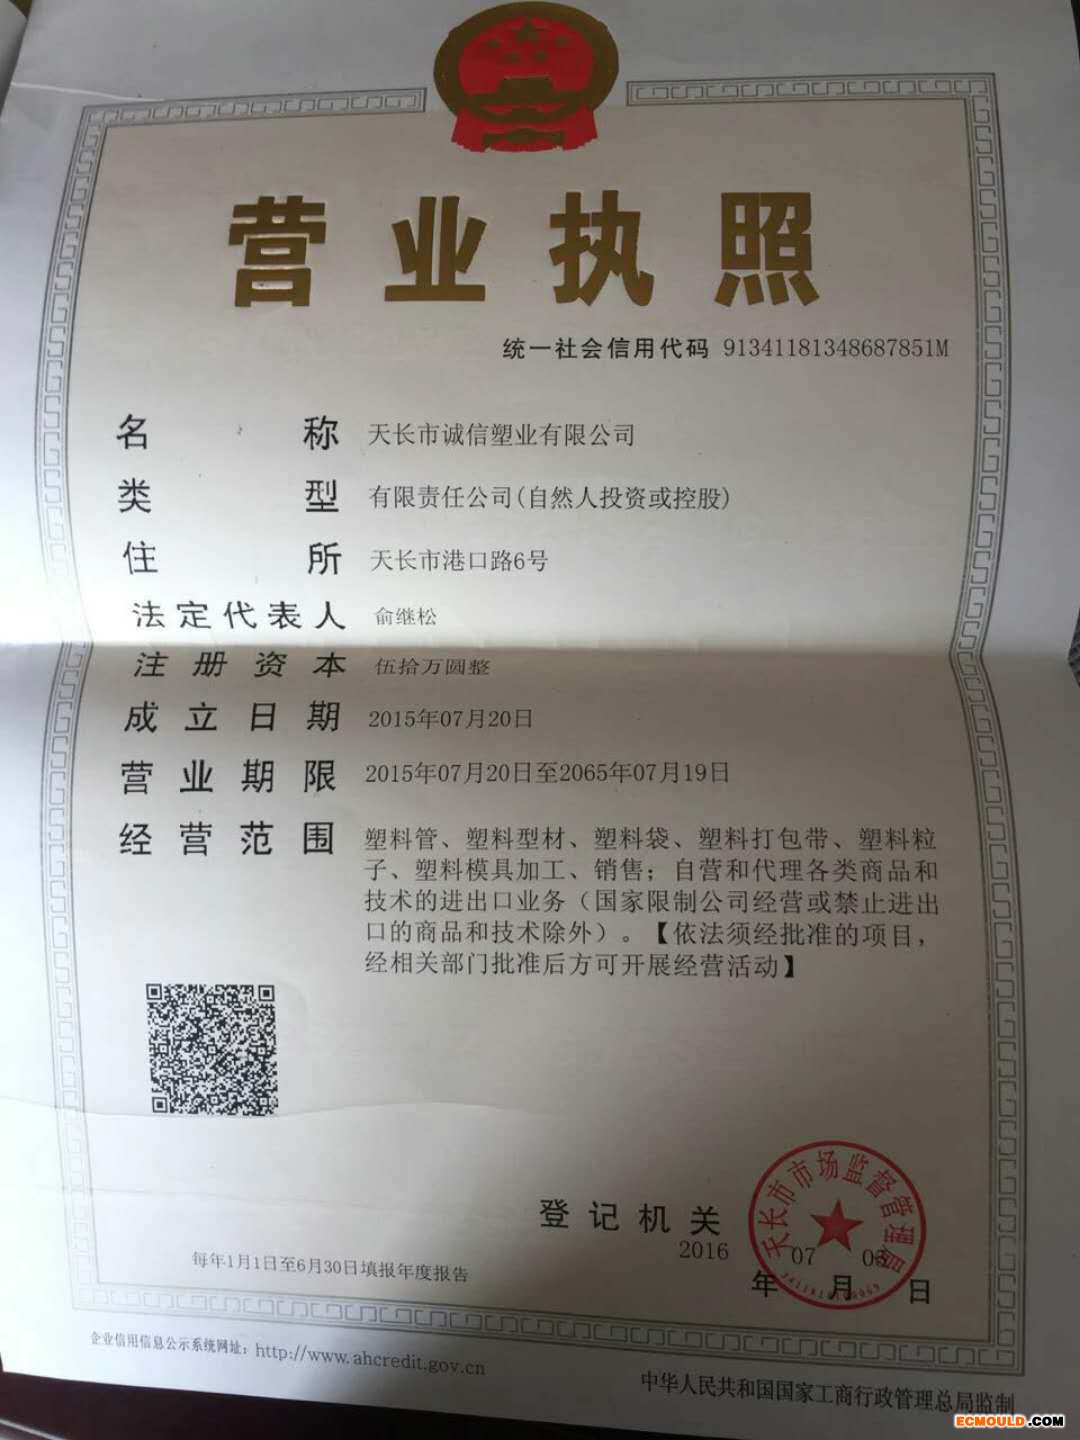 营业执照
统一社会信用代码 91341181348687851M
名称 天长市诚信塑业有限公司
类型 有限责任公司(自然人投资或控股)
住所 天长市港口路6号
法定代表人 俞继松
注册资本 伍拾万圆整
成立日期 2015年07月20日
营业期限 2015年07月20日至2065年07月19日
经营范围 塑料管、塑料型材、塑料袋、塑料打包带、塑料粒
子、塑料模具加工、销售；自营和代理各类商品和
技术的进出口业务（国家限制公司经营或禁止进出
口的商品和技术除外）。【依法须经批准的项目，
经相关部门批准后方可开展经营活动】
天长市市场监督管理局
登记机关
2016年07月 日
每年1月1日至6月30日填报年度报告
企业信用信息公示系统网址：http://www.ahcredit.gov.cn
中华人民共和国国家工商行政管理总局监制
ECMOULD.COM